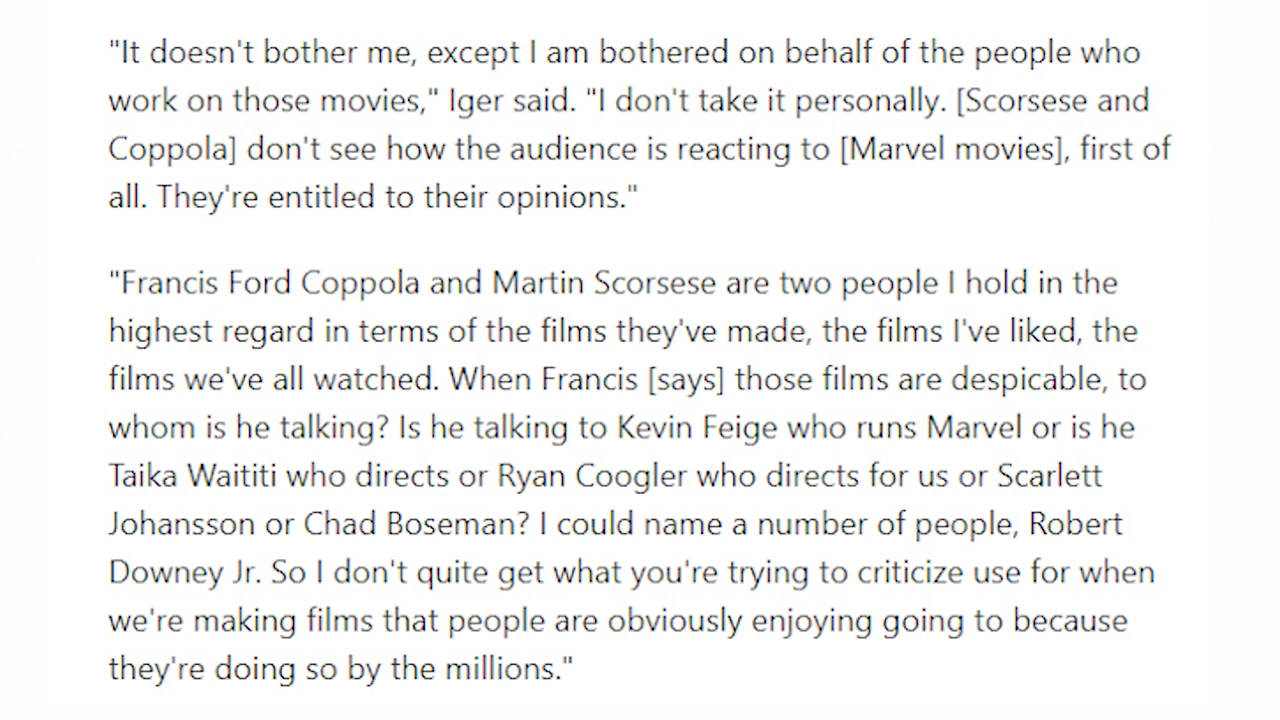 "It doesn't bother me, except I am bothered on behalf of the people who
work on those movies," Iger said. "I don't take it personally. [Scorsese and
Coppola] don't see how the audience is reacting to [Marvel movies], first of
all. They're entitled to their opinions."
"Francis Ford Coppola and Martin Scorsese are two people I hold in the
highest regard in terms of the films they've made, the films I've liked, the
films we've all watched. When Francis [says] those films are despicable, to
whom is he talking? Is he talking to Kevin Feige who runs Marvel or is he
Taika Waititi who directs or Ryan Coogler who directs for us or Scarlett
Johansson or Chad Boseman? I could name a number of people, Robert
Downey Jr. So I don't quite get what you're trying to criticize use for when
we're making films that people are obviously enjoying going to because
they're doing so by the millions."